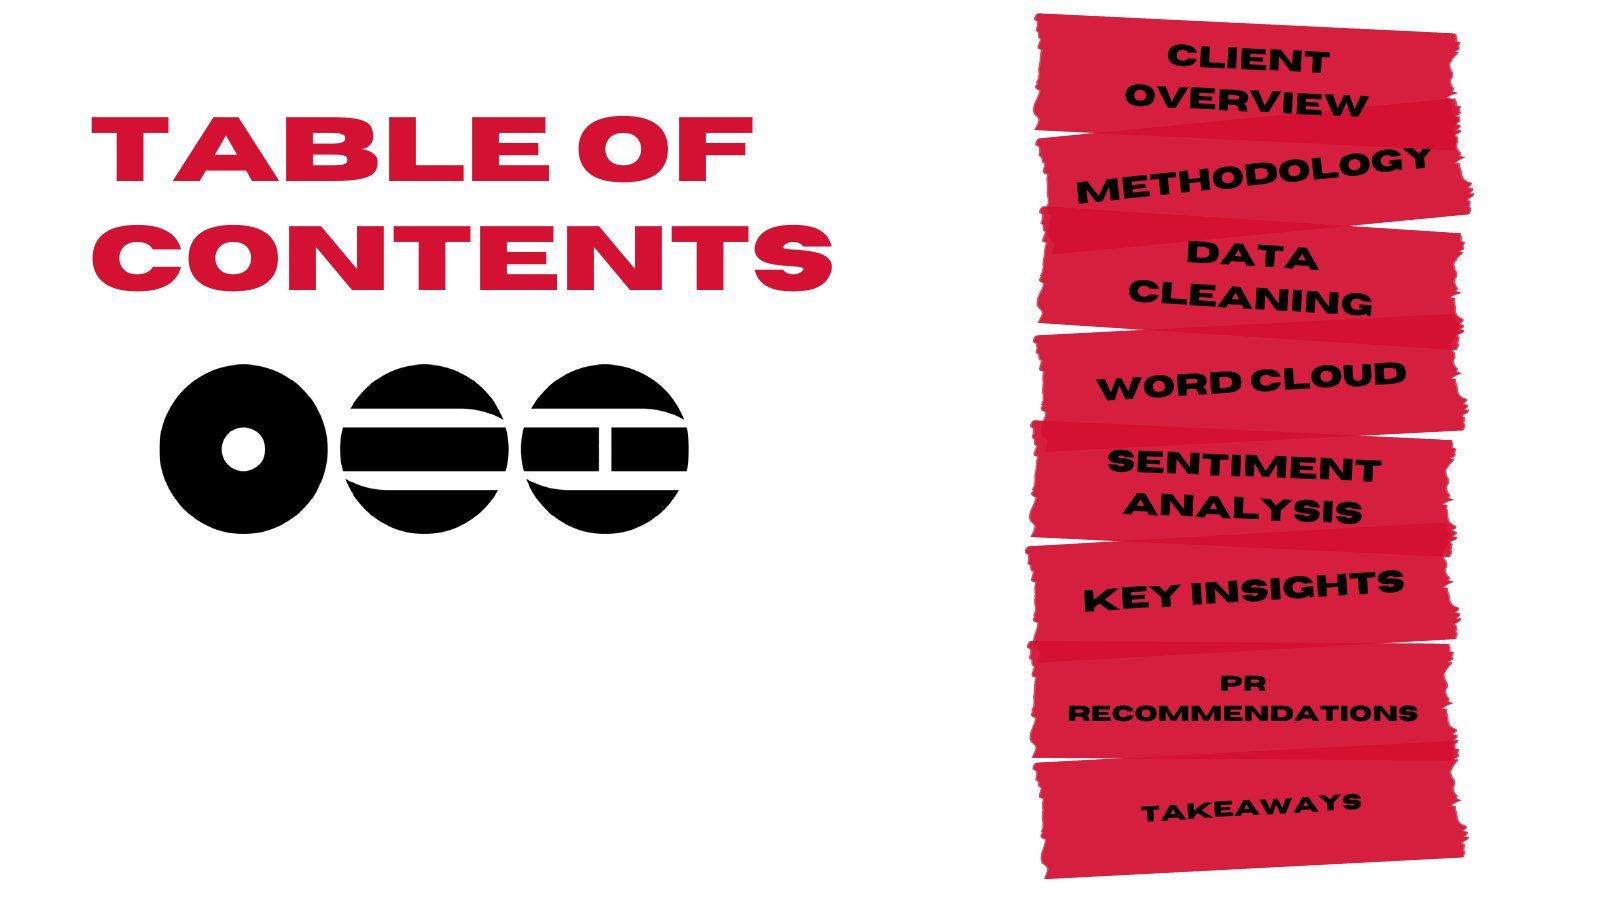 TABLE OF
CONTENTS
CLIENT
OVERVIEW
METHODOLOGY
DATA
CLEANING
WORD CLOUD
SENTIMENT
ANALYSIS
KEY INSIGHTS
PR
RECOMMENDATIONS
TAKEAWAYS